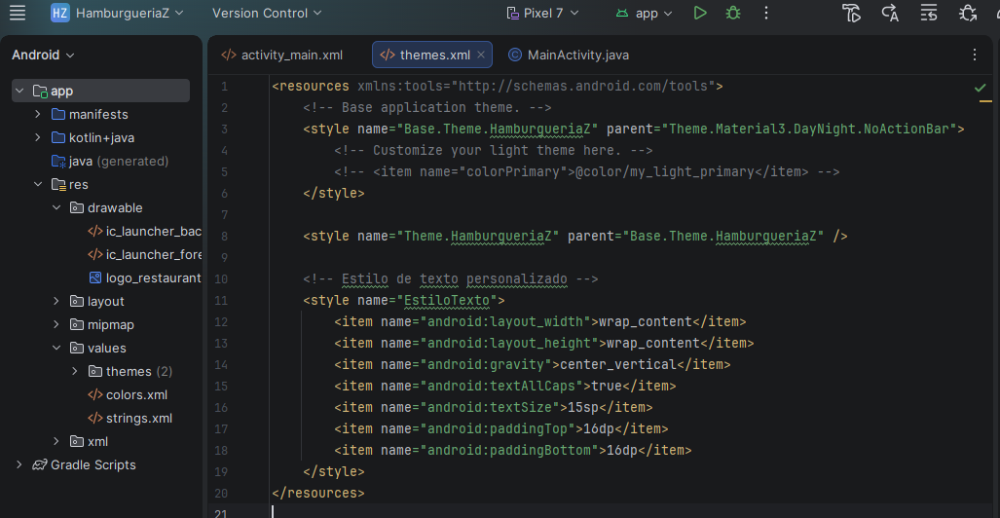 HZ HamburgueriaZ Version Control Pixel 7 app
Android
app
manifests
kotlin+java
java (generated)
res
drawable
ic_launcher_bac
ic_launcher_fore
logo_restaurant
layout
mipmap
values
themes (2)
colors.xml
strings.xml
xml
Gradle Scripts
activity_main.xml themes.xml MainActivity.java
1 <resources xmlns:tools="http://schemas.android.com/tools">
2 <!-- Base application theme. -->
3 <style name="Base.Theme.HamburgueriaZ" parent="Theme.Material3.DayNight.NoActionBar">
4 <!-- Customize your light theme here. -->
5 <!-- <item name="colorPrimary">@color/my_light_primary</item> -->
6 </style>
7
8 <style name="Theme.HamburgueriaZ" parent="Base.Theme.HamburgueriaZ" />
9
10 <!-- Estilo de texto personalizado -->
11 <style name="EstiloTexto">
12 <item name="android:layout_width">wrap_content</item>
13 <item name="android:layout_height">wrap_content</item>
14 <item name="android:gravity">center_vertical</item>
15 <item name="android:textAllCaps">true</item>
16 <item name="android:textSize">15sp</item>
17 <item name="android:paddingTop">16dp</item>
18 <item name="android:paddingBottom">16dp</item>
19 </style>
20 </resources>
21